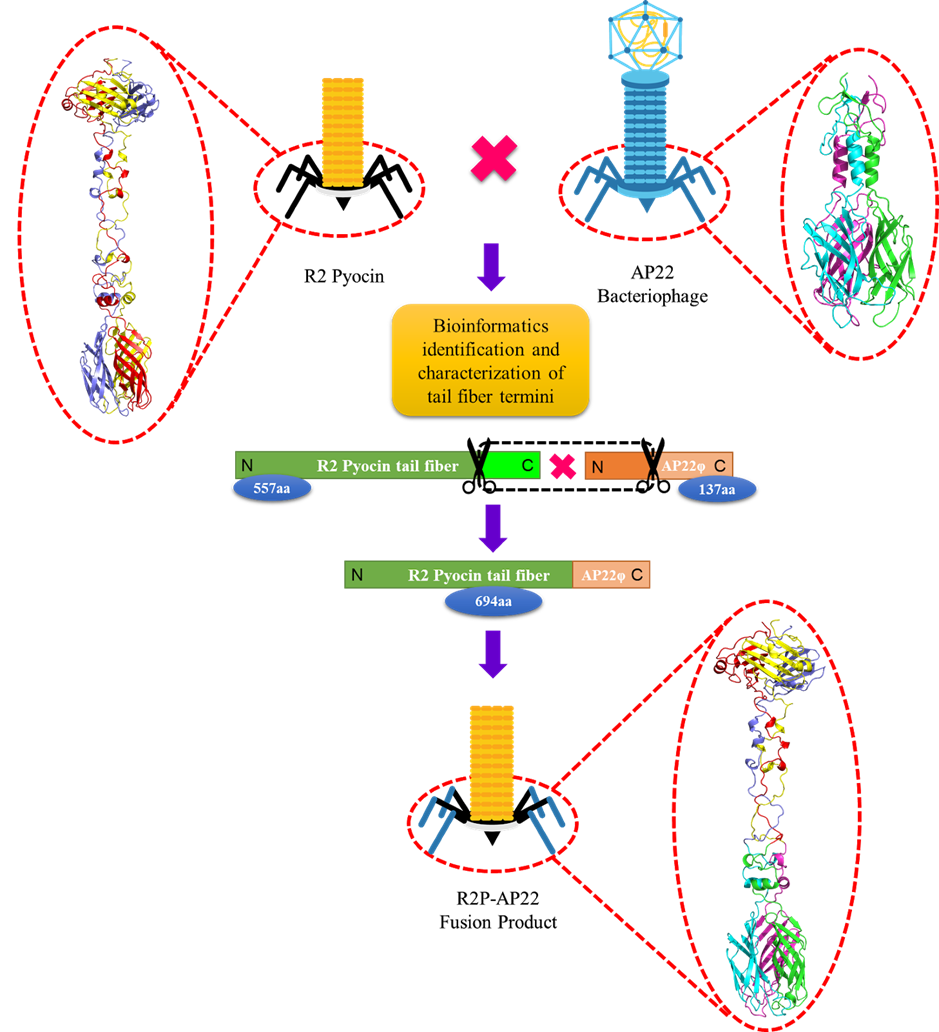 R2 Pyocin
AP22
Bacteriophage
Bioinformatics
identification and
characterization of
tail fiber termini
N R2 Pyocin tail fiber C
N AP22φ C
557aa
137aa
N R2 Pyocin tail fiber AP22φ C
694aa
R2P-AP22
Fusion Product